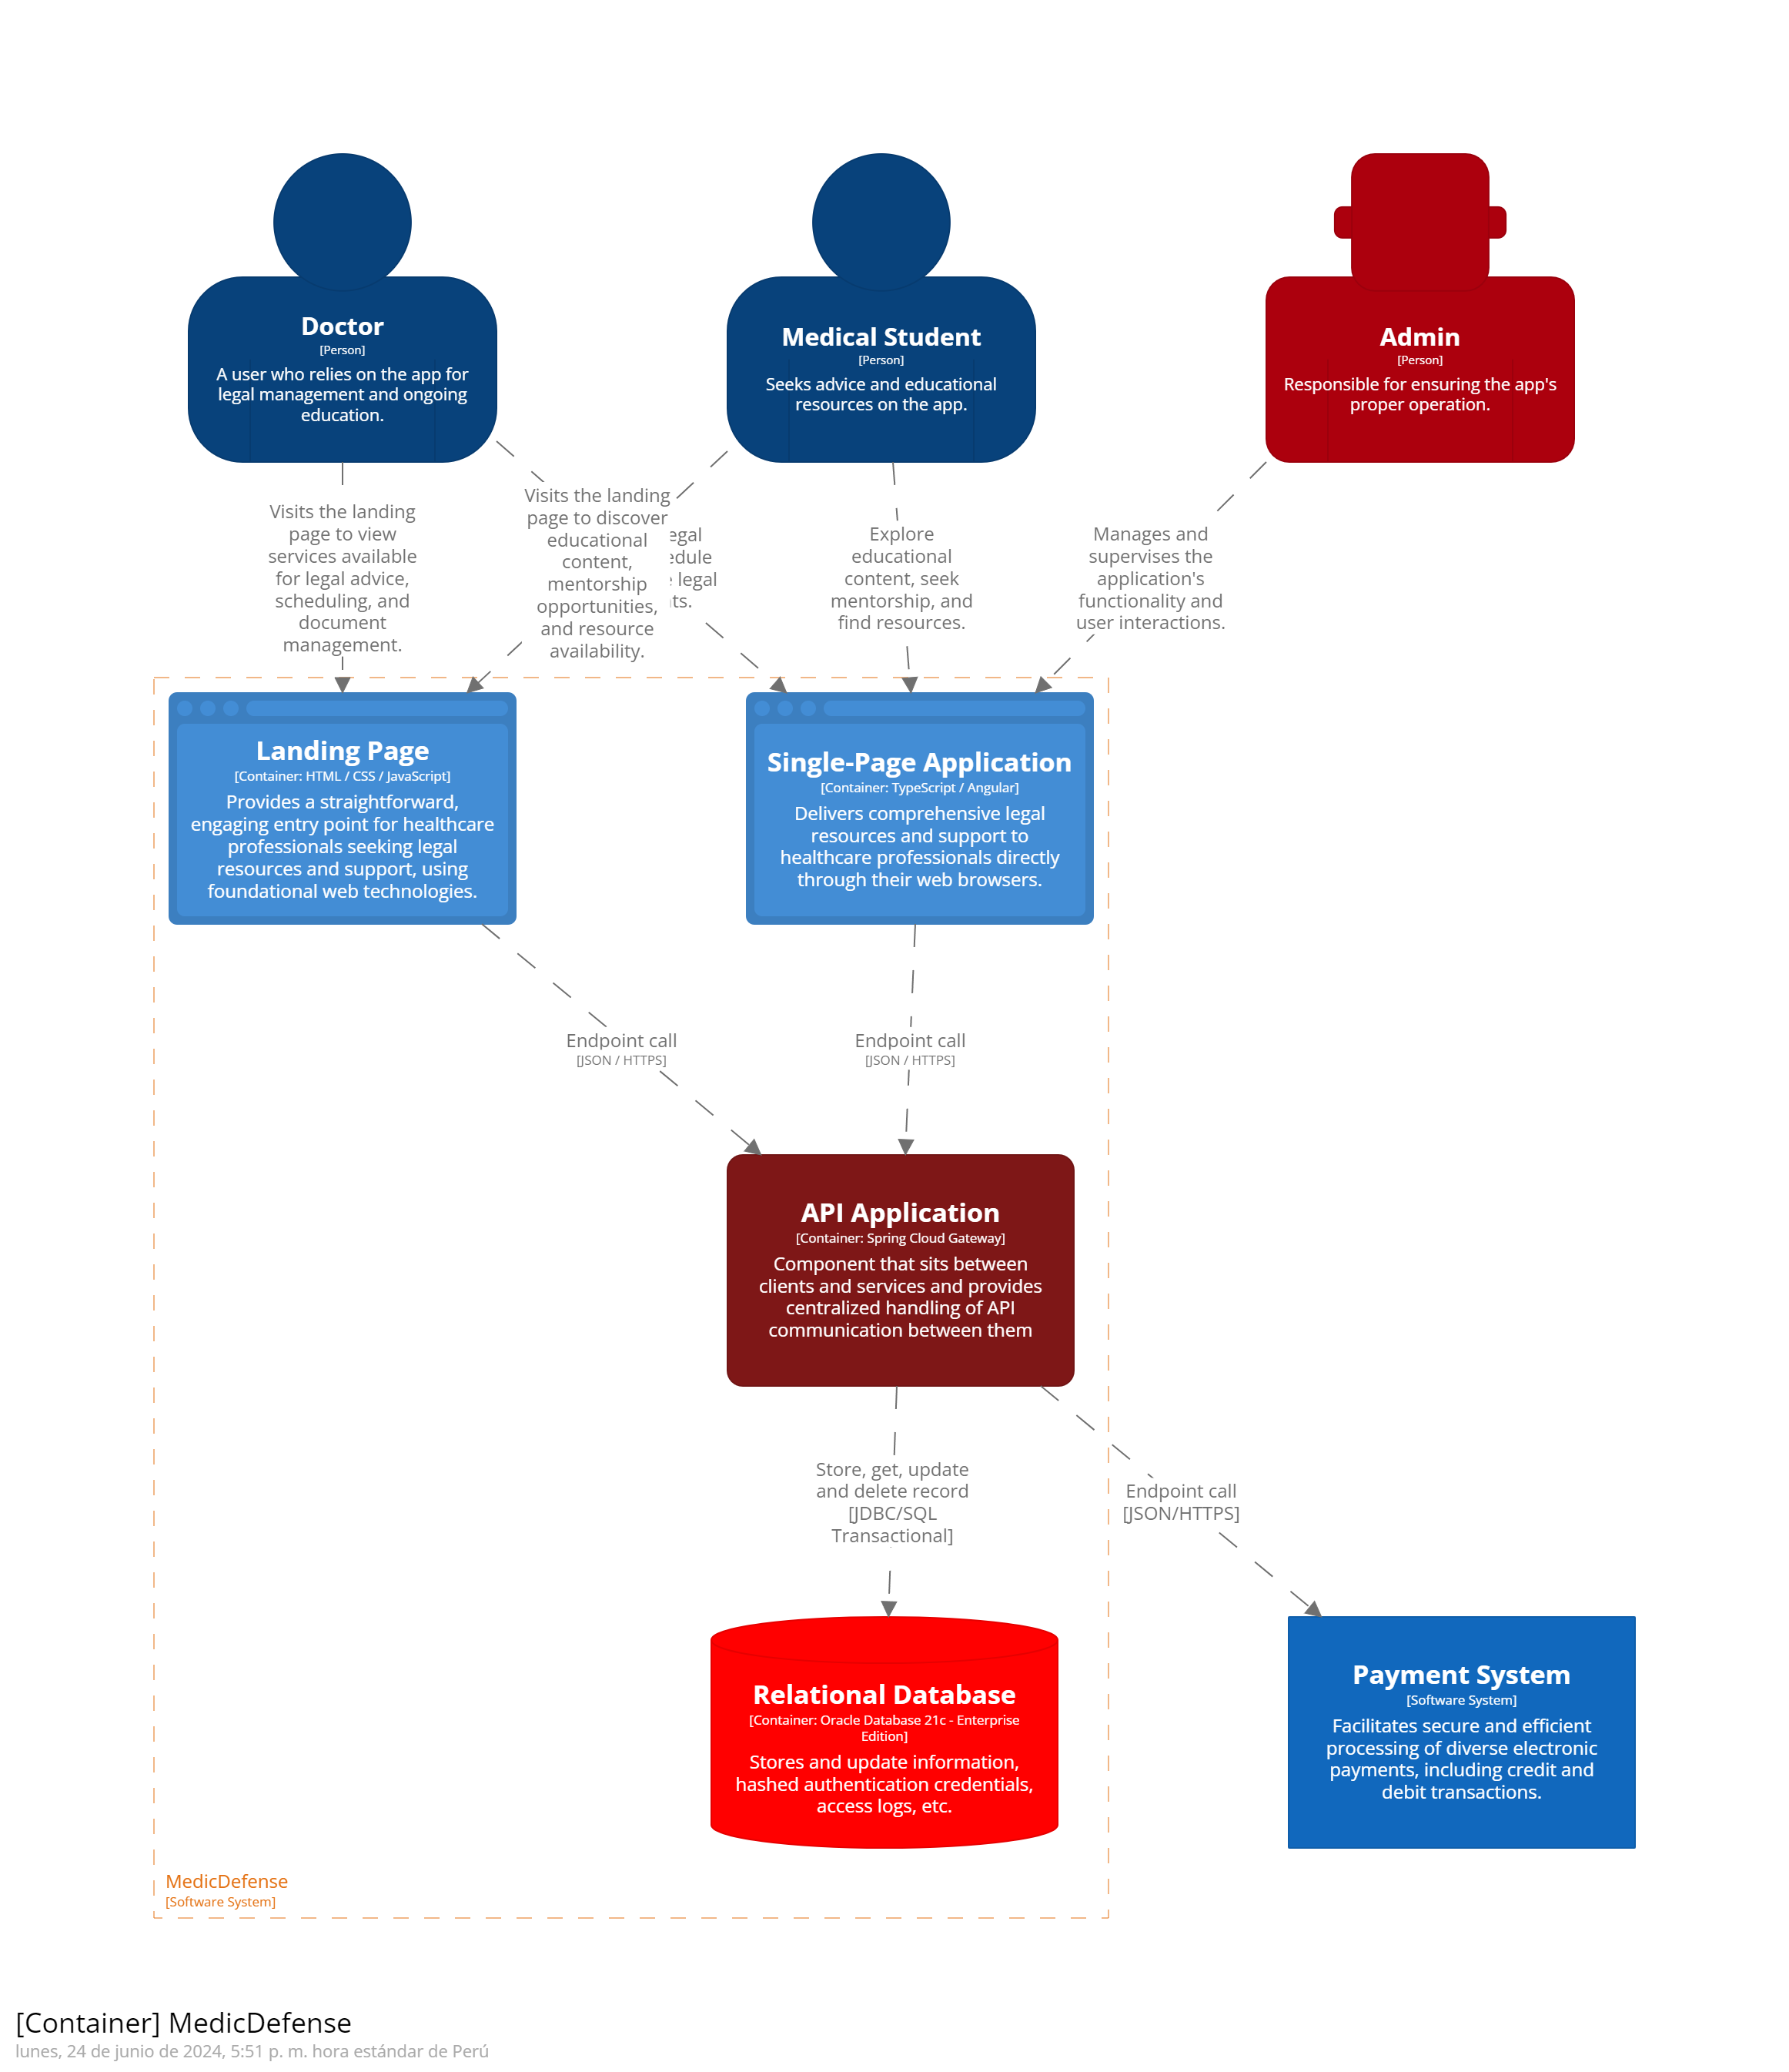 Doctor
[Person]
A user who relies on the app for
legal management and ongoing
education.
Medical Student
[Person]
Seeks advice and educational
resources on the app.
Admin
[Person]
Responsible for ensuring the app's
proper operation.
Visits the landing
page to view
services available
for legal advice,
scheduling, and
document
management.
Visits the landing
page to discover
educational
content,
mentorship
opportunities,
and resource
availability.
legal
Explore
educational
content, seek
mentorship, and
find resources.
Manages and
supervises the
application's
functionality and
user interactions.
Landing Page
[Container: HTML / CSS / JavaScript]
Provides a straightforward,
engaging entry point for healthcare
professionals seeking legal
resources and support, using
foundational web technologies.
Single-Page Application
[Container: TypeScript / Angular]
Delivers comprehensive legal
resources and support to
healthcare professionals directly
through their web browsers.
Endpoint call
[JSON / HTTPS]
Endpoint call
[JSON / HTTPS]
API Application
[Container: Spring Cloud Gateway]
Component that sits between
clients and services and provides
centralized handling of API
communication between them
Store, get, update
and delete record
[JDBC/SQL
Transactional]
Endpoint call
[JSON/HTTPS]
Relational Database
[Container: Oracle Database 21c - Enterprise
Edition]
Stores and update information,
hashed authentication credentials,
access logs, etc.
Payment System
[Software System]
Facilitates secure and efficient
processing of diverse electronic
payments, including credit and
debit transactions.
MedicDefense
[Software System]
[Container] MedicDefense
lunes, 24 de junio de 2024, 5:51 p. m. hora estándar de Perú